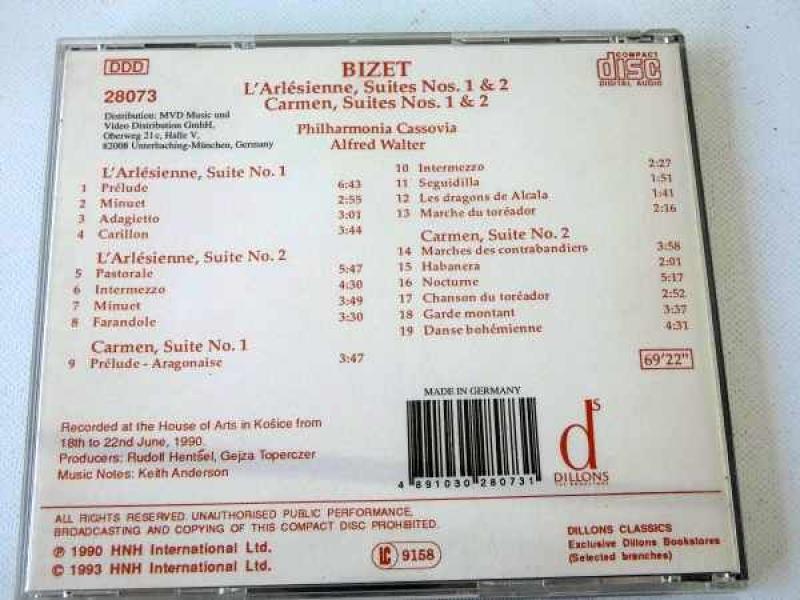 DDD
BIZET
COMPACT
disc
DIGITAL AUDIO
28073
L'Arlésienne, Suites Nos. 1 & 2
Carmen, Suites Nos. 1 & 2
Distribution: MVD Music und
Video Distribution GmbH,
Oberweg 21c, Halle V,
82008 Unterhaching-München, Germany
Philharmonia Cassovia
Alfred Walter
L'Arlésienne, Suite No. 1
1 Prélude 6:43
2 Minuet 2:55
3 Adagietto 3:01
4 Carillon 3:44
L'Arlésienne, Suite No. 2
5 Pastorale 5:47
6 Intermezzo 4:30
7 Minuet 3:49
8 Farandole 3:30
Carmen, Suite No. 1
9 Prélude - Aragonaise 3:47
10 Intermezzo 2:27
11 Seguidilla 1:51
12 Les dragons de Alcala 1:41
13 Marche du toréador 2:16
Carmen, Suite No. 2
14 Marches des contrabandiers 3:58
15 Habanera 2:01
16 Nocturne 5:17
17 Chanson du toréador 2:52
18 Garde montant 3:37
19 Danse bohémienne 4:31
69'22"
MADE IN GERMANY
Recorded at the House of Arts in Košice from
18th to 22nd June, 1990.
Producers: Rudolf Hentšel, Gejza Toperczer
Music Notes: Keith Anderson
4 891030 280731
ds
DILLONS
ALL RIGHTS RESERVED. UNAUTHORISED PUBLIC PERFORMANCE,
BROADCASTING AND COPYING OF THIS COMPACT DISC PROHIBITED.
℗ 1990 HNH International Ltd.
© 1993 HNH International Ltd.
LC 9158
DILLONS CLASSICS
Exclusive Dillons Bookstores
(Selected branches)